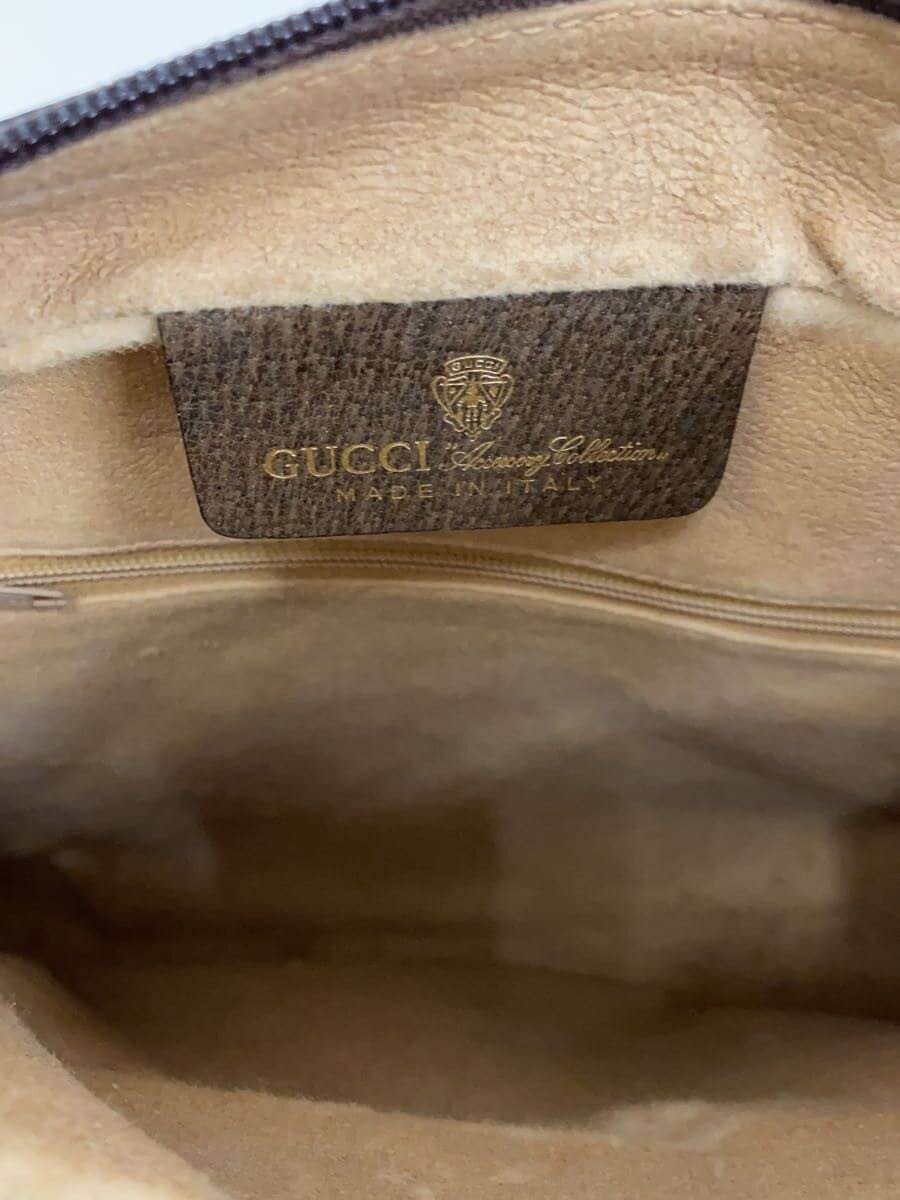 GUCCI
GUCCI "Accessory Collection"
MADE IN ITALY